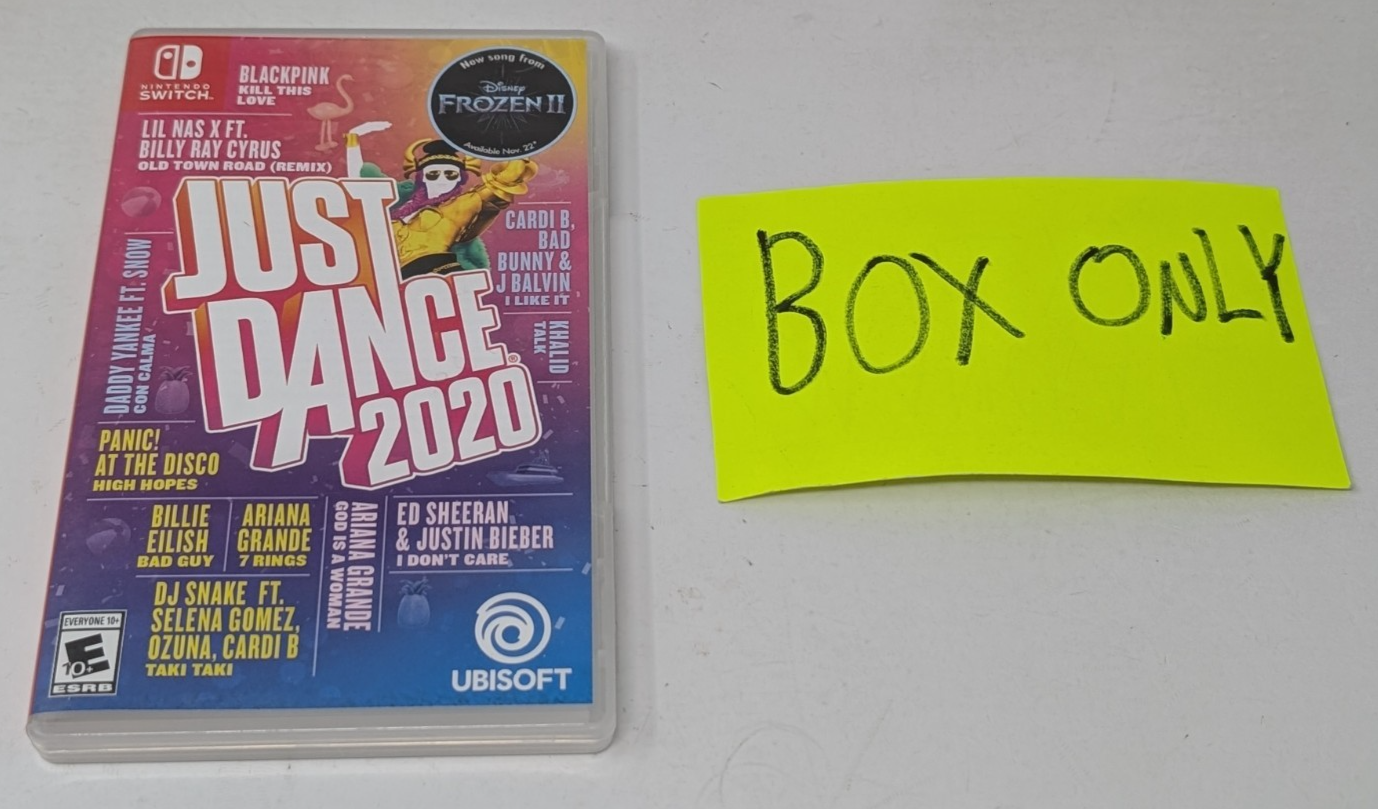 NINTENDO
SWITCH™
BLACKPINK
KILL THIS
LOVE
New song from
Disney
FROZEN II
Available Nov. 22*
LIL NAS X FT.
BILLY RAY CYRUS
OLD TOWN ROAD (REMIX)
JUST
DANCE®
2020
CARDI B,
BAD
BUNNY &
J BALVIN
I LIKE IT
DADDY YANKEE FT. SNOW
CON CALMA
KHALID
TALK
PANIC!
AT THE DISCO
HIGH HOPES
BILLIE
EILISH
BAD GUY
ARIANA
GRANDE
7 RINGS
ARIANA GRANDE
GOD IS A WOMAN
ED SHEERAN
& JUSTIN BIEBER
I DON'T CARE
DJ SNAKE FT.
SELENA GOMEZ,
OZUNA, CARDI B
TAKI TAKI
EVERYONE 10+
E
10+
ESRB
UBISOFT
BOX ONLY